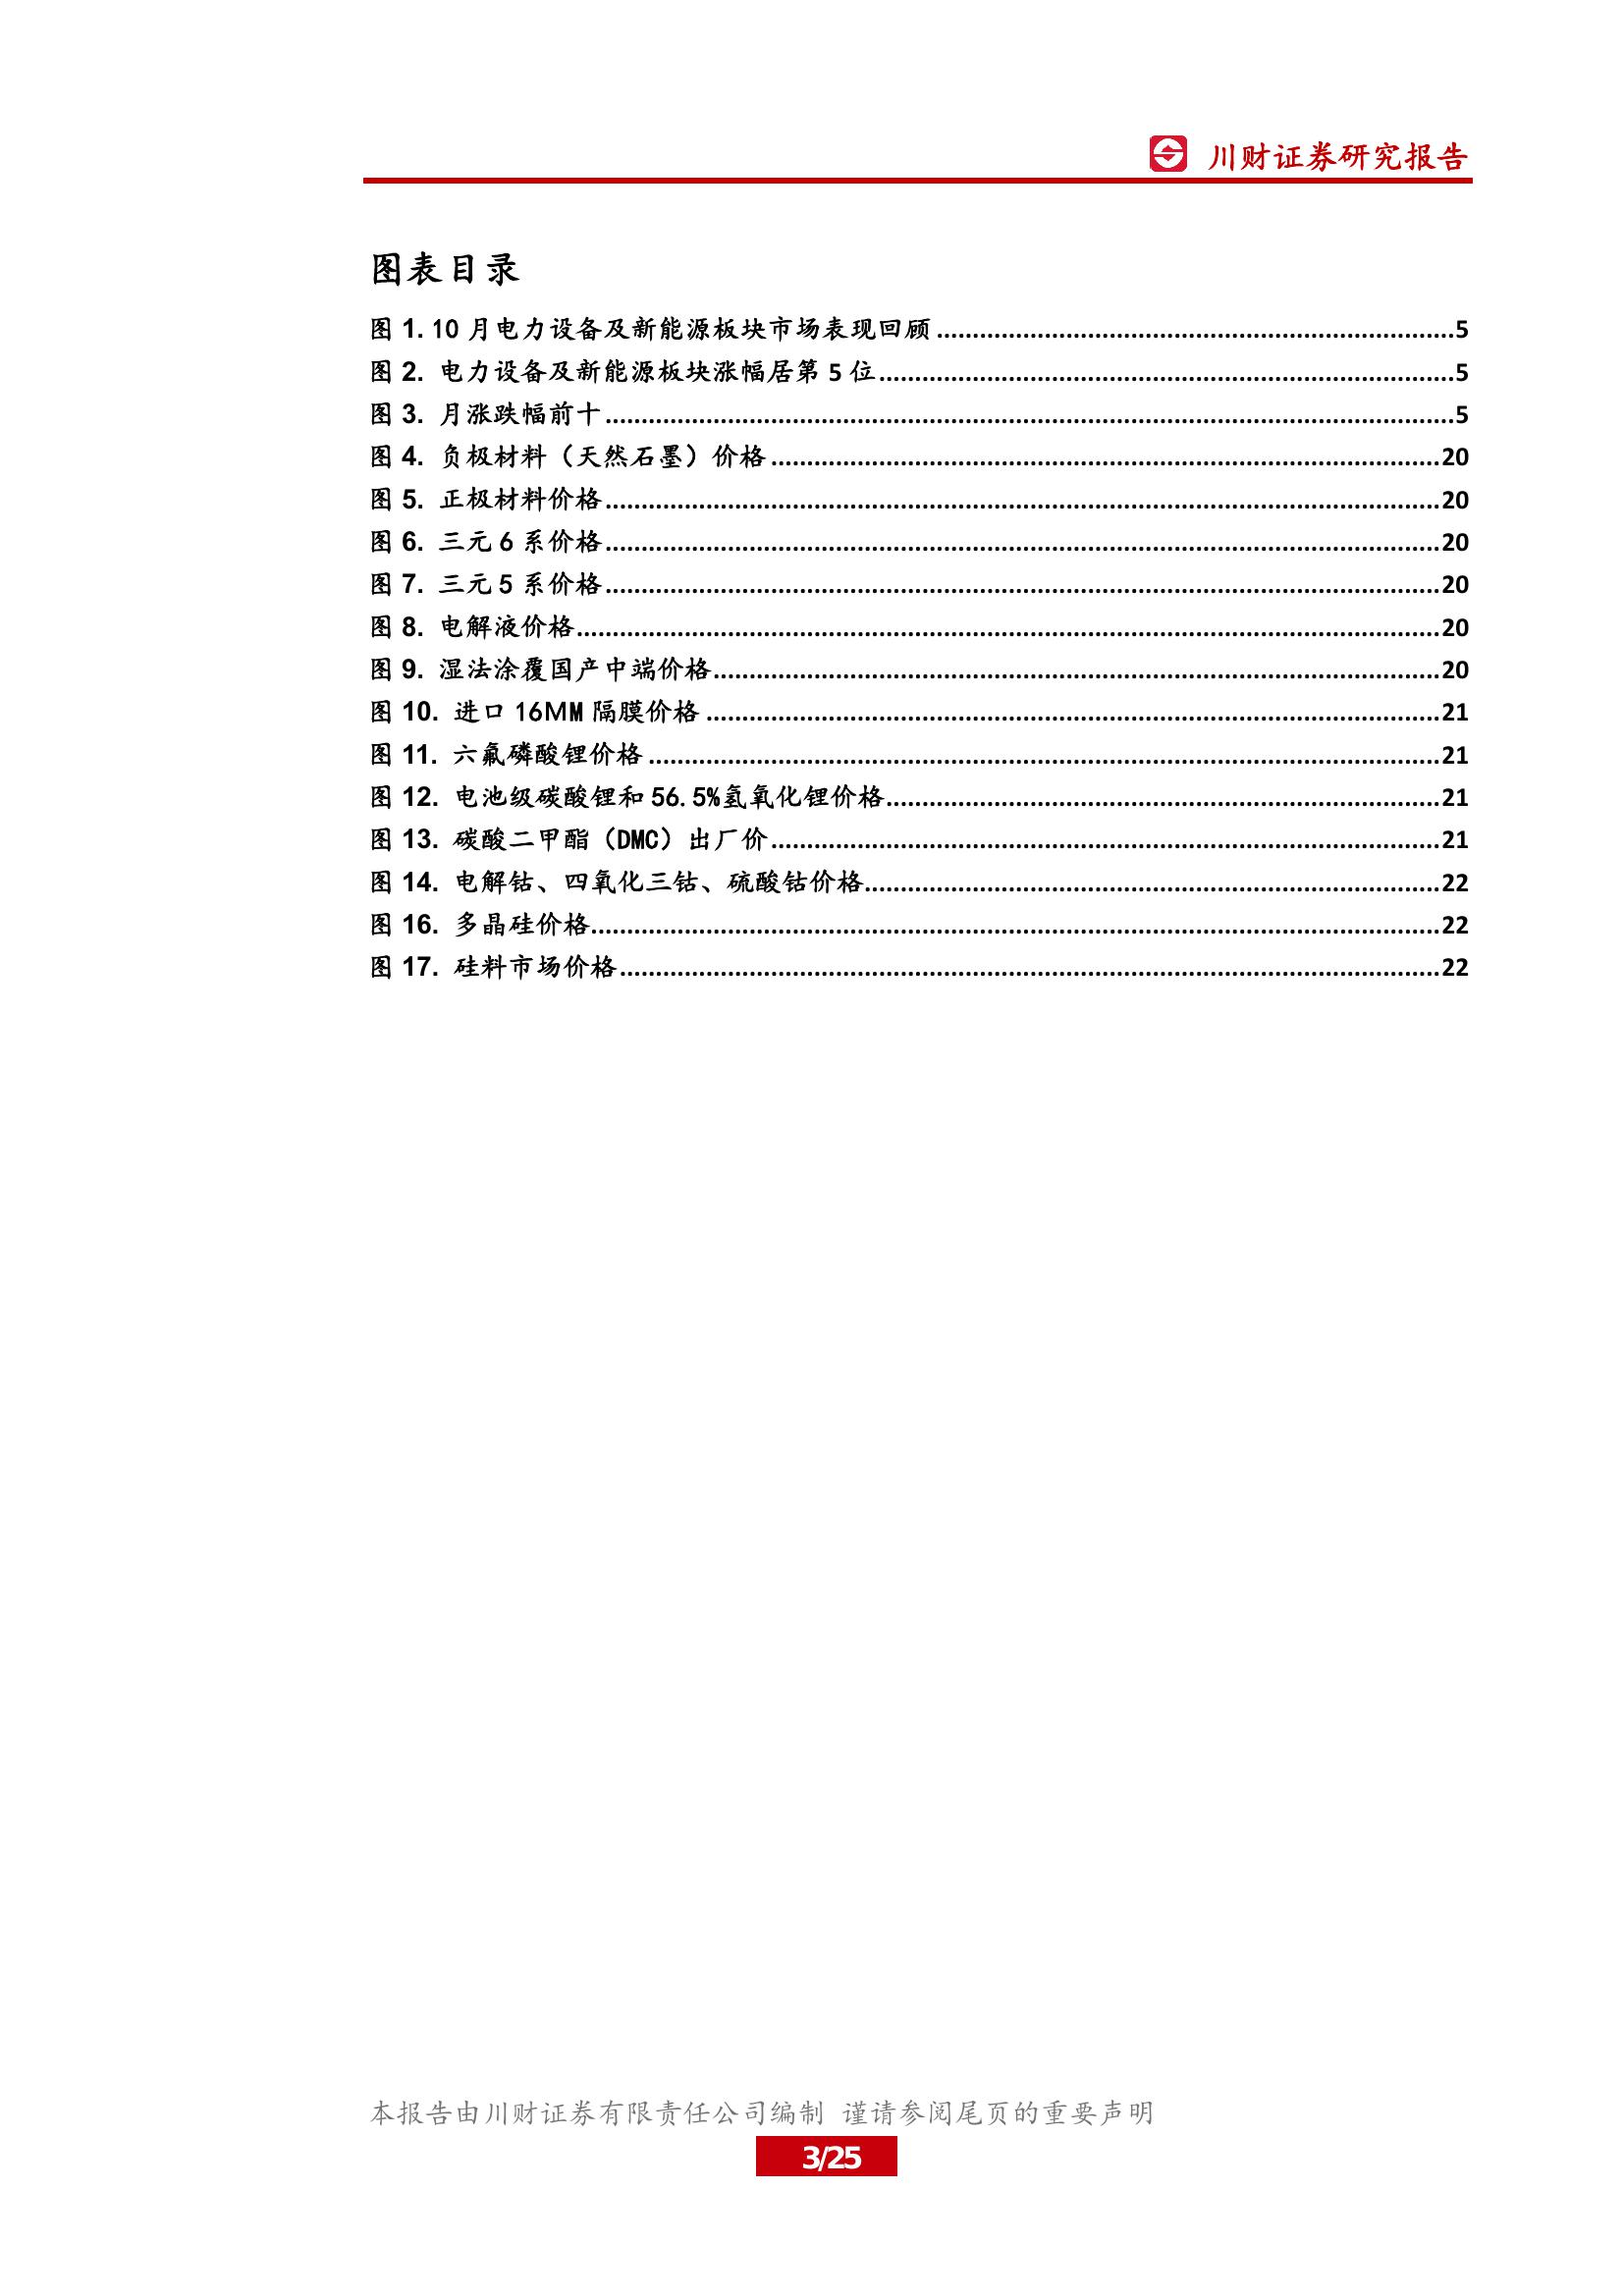 川财证券研究报告
图表目录
图 1. 10 月电力设备及新能源板块市场表现回顾........................................................................5
图 2. 电力设备及新能源板块涨幅居第 5 位................................................................................5
图 3. 月涨跌幅前十......................................................................................................................5
图 4. 负极材料（天然石墨）价格.............................................................................................20
图 5. 正极材料价格....................................................................................................................20
图 6. 三元 6 系价格....................................................................................................................20
图 7. 三元 5 系价格....................................................................................................................20
图 8. 电解液价格........................................................................................................................20
图 9. 湿法涂覆国产中端价格.....................................................................................................20
图 10. 进口 16MM 隔膜价格......................................................................................................21
图 11. 六氟磷酸锂价格..............................................................................................................21
图 12. 电池级碳酸锂和 56.5%氢氧化锂价格.............................................................................21
图 13. 碳酸二甲酯（DMC）出厂价.............................................................................................21
图 14. 电解钴、四氧化三钴、硫酸钴价格................................................................................22
图 16. 多晶硅价格......................................................................................................................22
图 17. 硅料市场价格..................................................................................................................22
本报告由川财证券有限责任公司编制 谨请参阅尾页的重要声明
3/25